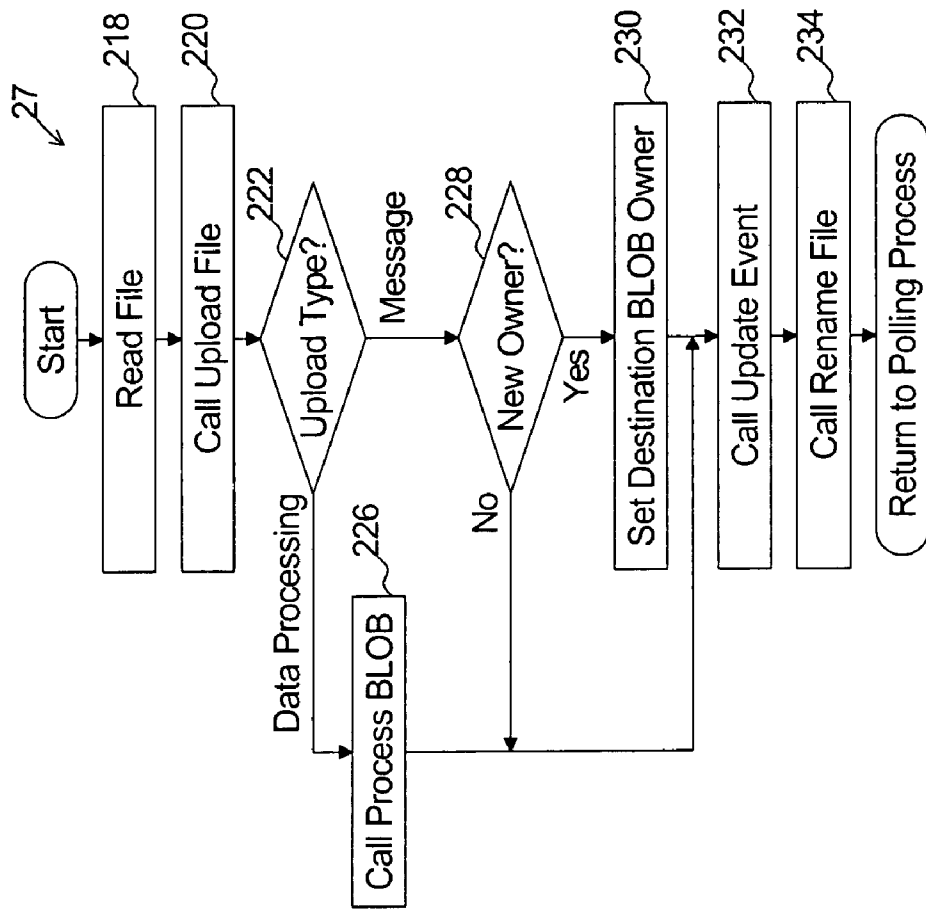 27
Start
218
Read File
220
Call Upload File
222
Upload Type?
Data Processing
Message
226
Call Process BLOB
228
New Owner?
No
Yes
230
Set Destination BLOB Owner
232
Call Update Event
234
Call Rename File
Return to Polling Process